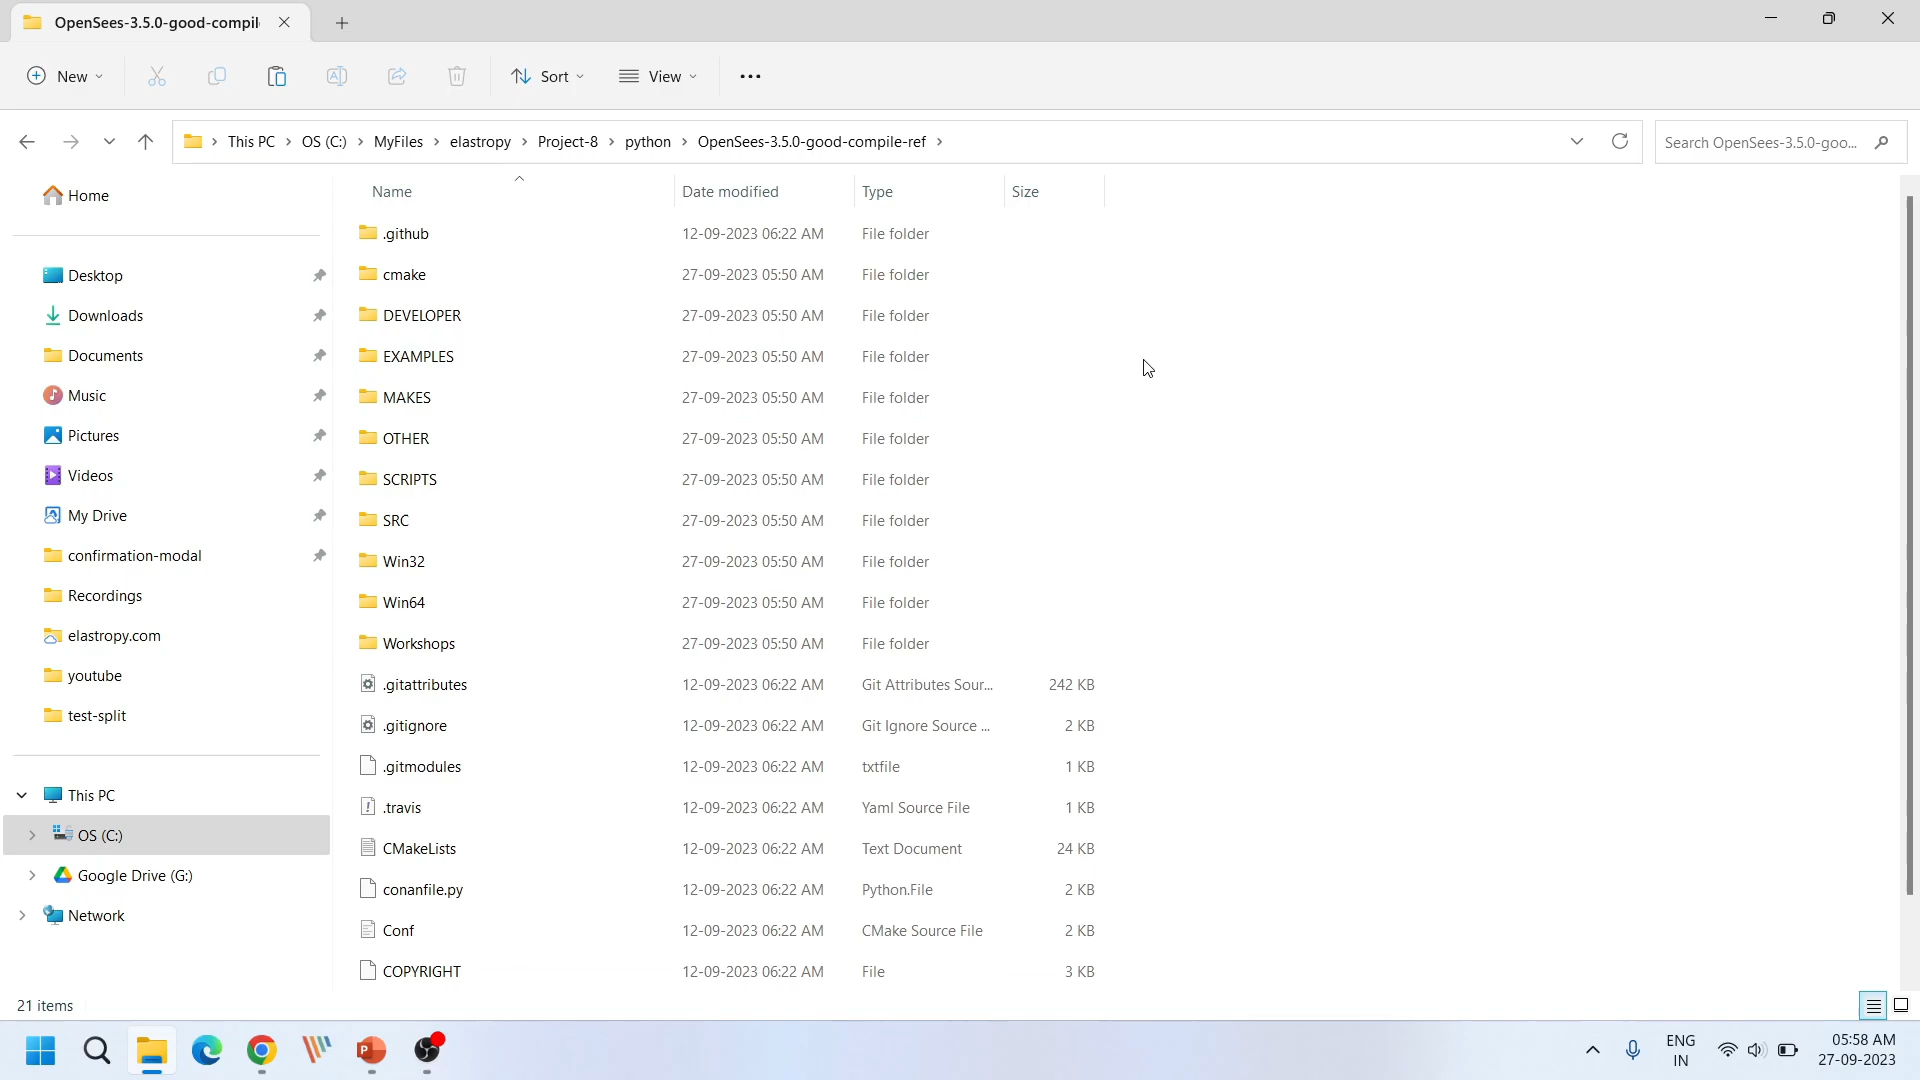 OpenSees-3.5.0-good-compil
New
Sort
View
This PC
OS (C:)
MyFiles
elastropy
Project-8
python
OpenSees-3.5.0-good-compile-ref
Search OpenSees-3.5.0-goo...
Home
Desktop
Downloads
Documents
Music
Pictures
Videos
My Drive
confirmation-modal
Recordings
elastropy.com
youtube
test-split
This PC
OS (C:)
Google Drive (G:)
Network
Name Date modified Type Size
.github 12-09-2023 06:22 AM File folder
cmake 27-09-2023 05:50 AM File folder
DEVELOPER 27-09-2023 05:50 AM File folder
EXAMPLES 27-09-2023 05:50 AM File folder
MAKES 27-09-2023 05:50 AM File folder
OTHER 27-09-2023 05:50 AM File folder
SCRIPTS 27-09-2023 05:50 AM File folder
SRC 27-09-2023 05:50 AM File folder
Win32 27-09-2023 05:50 AM File folder
Win64 27-09-2023 05:50 AM File folder
Workshops 27-09-2023 05:50 AM File folder
.gitattributes 12-09-2023 06:22 AM Git Attributes Sour... 242 KB
.gitignore 12-09-2023 06:22 AM Git Ignore Source ... 2 KB
.gitmodules 12-09-2023 06:22 AM txtfile 1 KB
.travis 12-09-2023 06:22 AM Yaml Source File 1 KB
CMakeLists 12-09-2023 06:22 AM Text Document 24 KB
conanfile.py 12-09-2023 06:22 AM Python.File 2 KB
Conf 12-09-2023 06:22 AM CMake Source File 2 KB
COPYRIGHT 12-09-2023 06:22 AM File 3 KB
21 items
ENG
IN
05:58 AM
27-09-2023